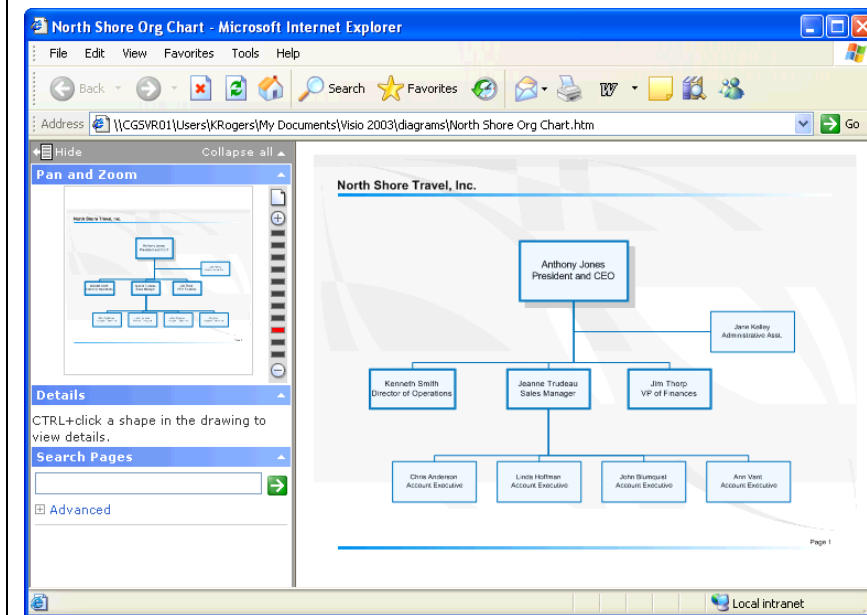 North Shore Org Chart - Microsoft Internet Explorer
File Edit View Favorites Tools Help
Back Search Favorites W
Address \\CGSVR01\Users\KRogers\My Documents\Visio 2003\diagrams\North Shore Org Chart.htm Go
Hide Collapse all
Pan and Zoom
North Shore Travel, Inc.
Details
CTRL+click a shape in the drawing to
view details.
Search Pages
Advanced
North Shore Travel, Inc.
Anthony Jones
President and CEO
Jane Kelley
Administrative Asst.
Kenneth Smith
Director of Operations
Jeanne Trudeau
Sales Manager
Jim Thorp
VP of Finances
Chris Anderson
Account Executive
Linda Hoffman
Account Executive
John Blumquist
Account Executive
Ann Vant
Account Executive
Page 1
Local intranet